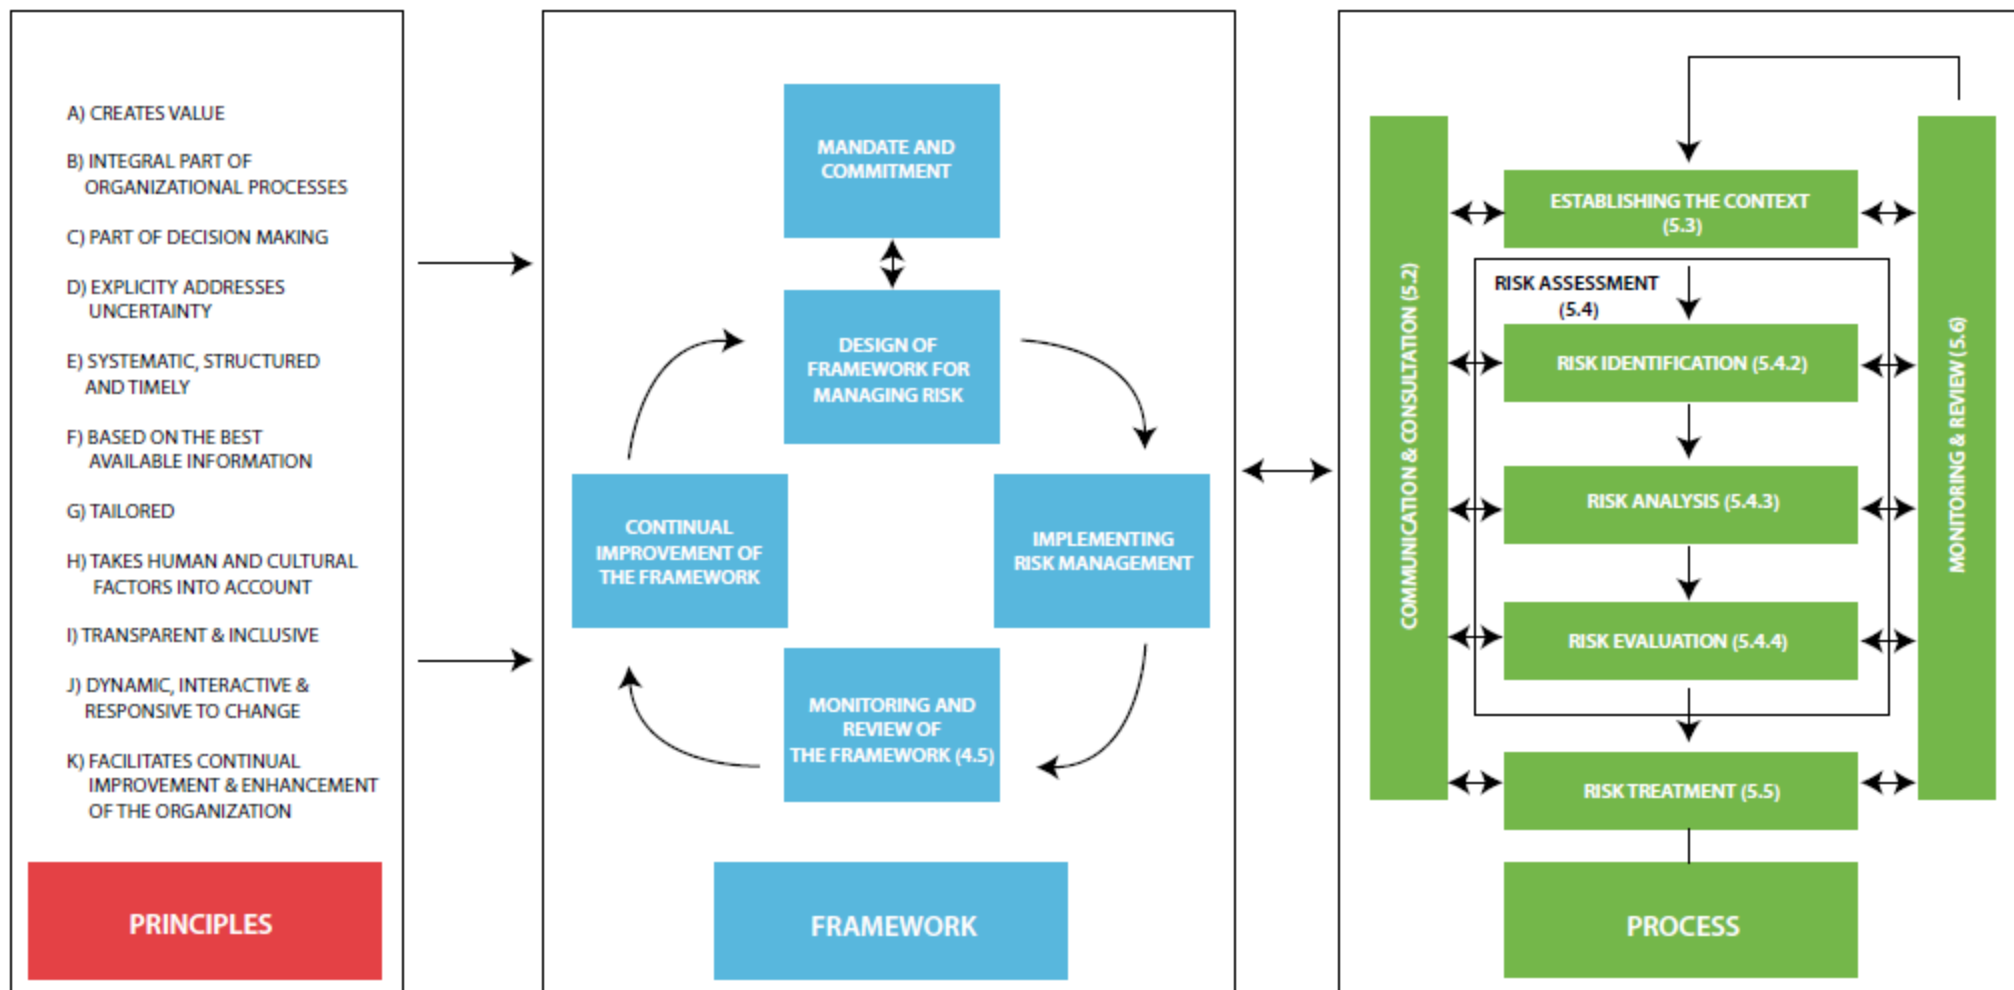 A) CREATES VALUE
B) INTEGRAL PART OF
ORGANIZATIONAL PROCESSES
C) PART OF DECISION MAKING
D) EXPLICITY ADDRESSES
UNCERTAINTY
E) SYSTEMATIC, STRUCTURED
AND TIMELY
F) BASED ON THE BEST
AVAILABLE INFORMATION
G) TAILORED
H) TAKES HUMAN AND CULTURAL
FACTORS INTO ACCOUNT
I) TRANSPARENT & INCLUSIVE
J) DYNAMIC, INTERACTIVE &
RESPONSIVE TO CHANGE
K) FACILITATES CONTINUAL
IMPROVEMENT & ENHANCEMENT
OF THE ORGANIZATION
PRINCIPLES
MANDATE AND
COMMITMENT
DESIGN OF
FRAMEWORK FOR
MANAGING RISK
CONTINUAL
IMPROVEMENT OF
THE FRAMEWORK
IMPLEMENTING
RISK MANAGEMENT
MONITORING AND
REVIEW OF
THE FRAMEWORK (4.5)
FRAMEWORK
COMMUNICATION & CONSULTATION (5.2)
ESTABLISHING THE CONTEXT
(5.3)
RISK ASSESSMENT
(5.4)
RISK IDENTIFICATION (5.4.2)
RISK ANALYSIS (5.4.3)
RISK EVALUATION (5.4.4)
RISK TREATMENT (5.5)
MONITORING & REVIEW (5.6)
PROCESS